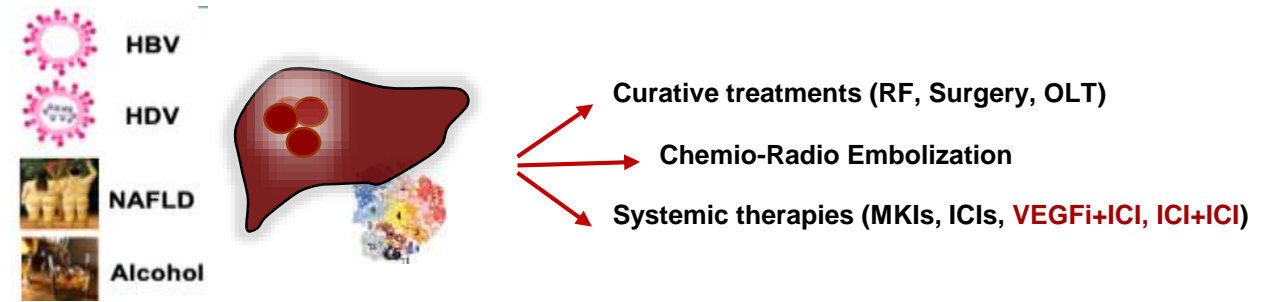 HBV
HDV
NAFLD
Alcohol
Curative treatments (RF, Surgery, OLT)
Chemio-Radio Embolization
Systemic therapies (MKIs, ICIs, VEGFi+ICI, ICI+ICI)